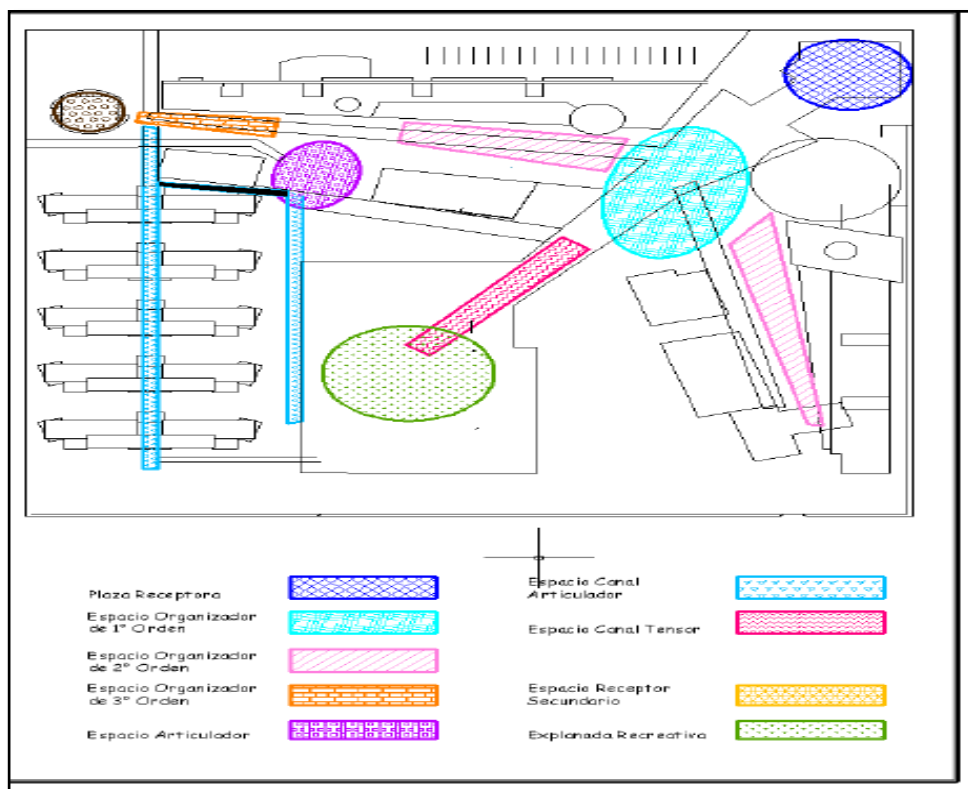 Plaza Receptora
Espacio Organizador
de 1° Orden
Espacio Organizador
de 2° Orden
Espacio Organizador
de 3° Orden
Espacio Articulador
Espacio Canal
Articulador
Espacio Canal Tensor
Espacio Receptor
Secundario
Explanada Recreativa